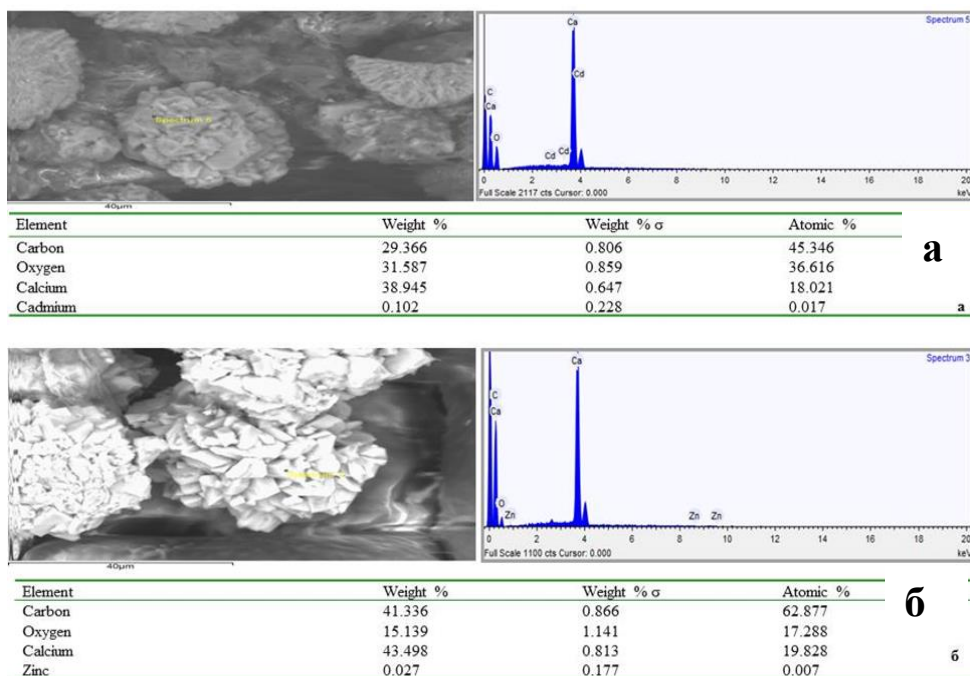 Spectrum 5
Ca
Cd
C
Ca
O
Cd
Cd
0 2 4 6 8 10 12 14 16 18 20
Full Scale 2117 cts Cursor: 0.000
keV
40µm
Element Weight % Weight % σ Atomic %
Carbon 29.366 0.806 45.346
Oxygen 31.587 0.859 36.616
Calcium 38.945 0.647 18.021
Cadmium 0.102 0.228 0.017
а
а
Spectrum 3
Ca
C
Ca
O
Zn
Zn
Zn
0 2 4 6 8 10 12 14 16 18 20
Full Scale 1100 cts Cursor: 0.000
keV
40µm
Element Weight % Weight % σ Atomic %
Carbon 41.336 0.866 62.877
Oxygen 15.139 1.141 17.288
Calcium 43.498 0.813 19.828
Zinc 0.027 0.177 0.007
б
б